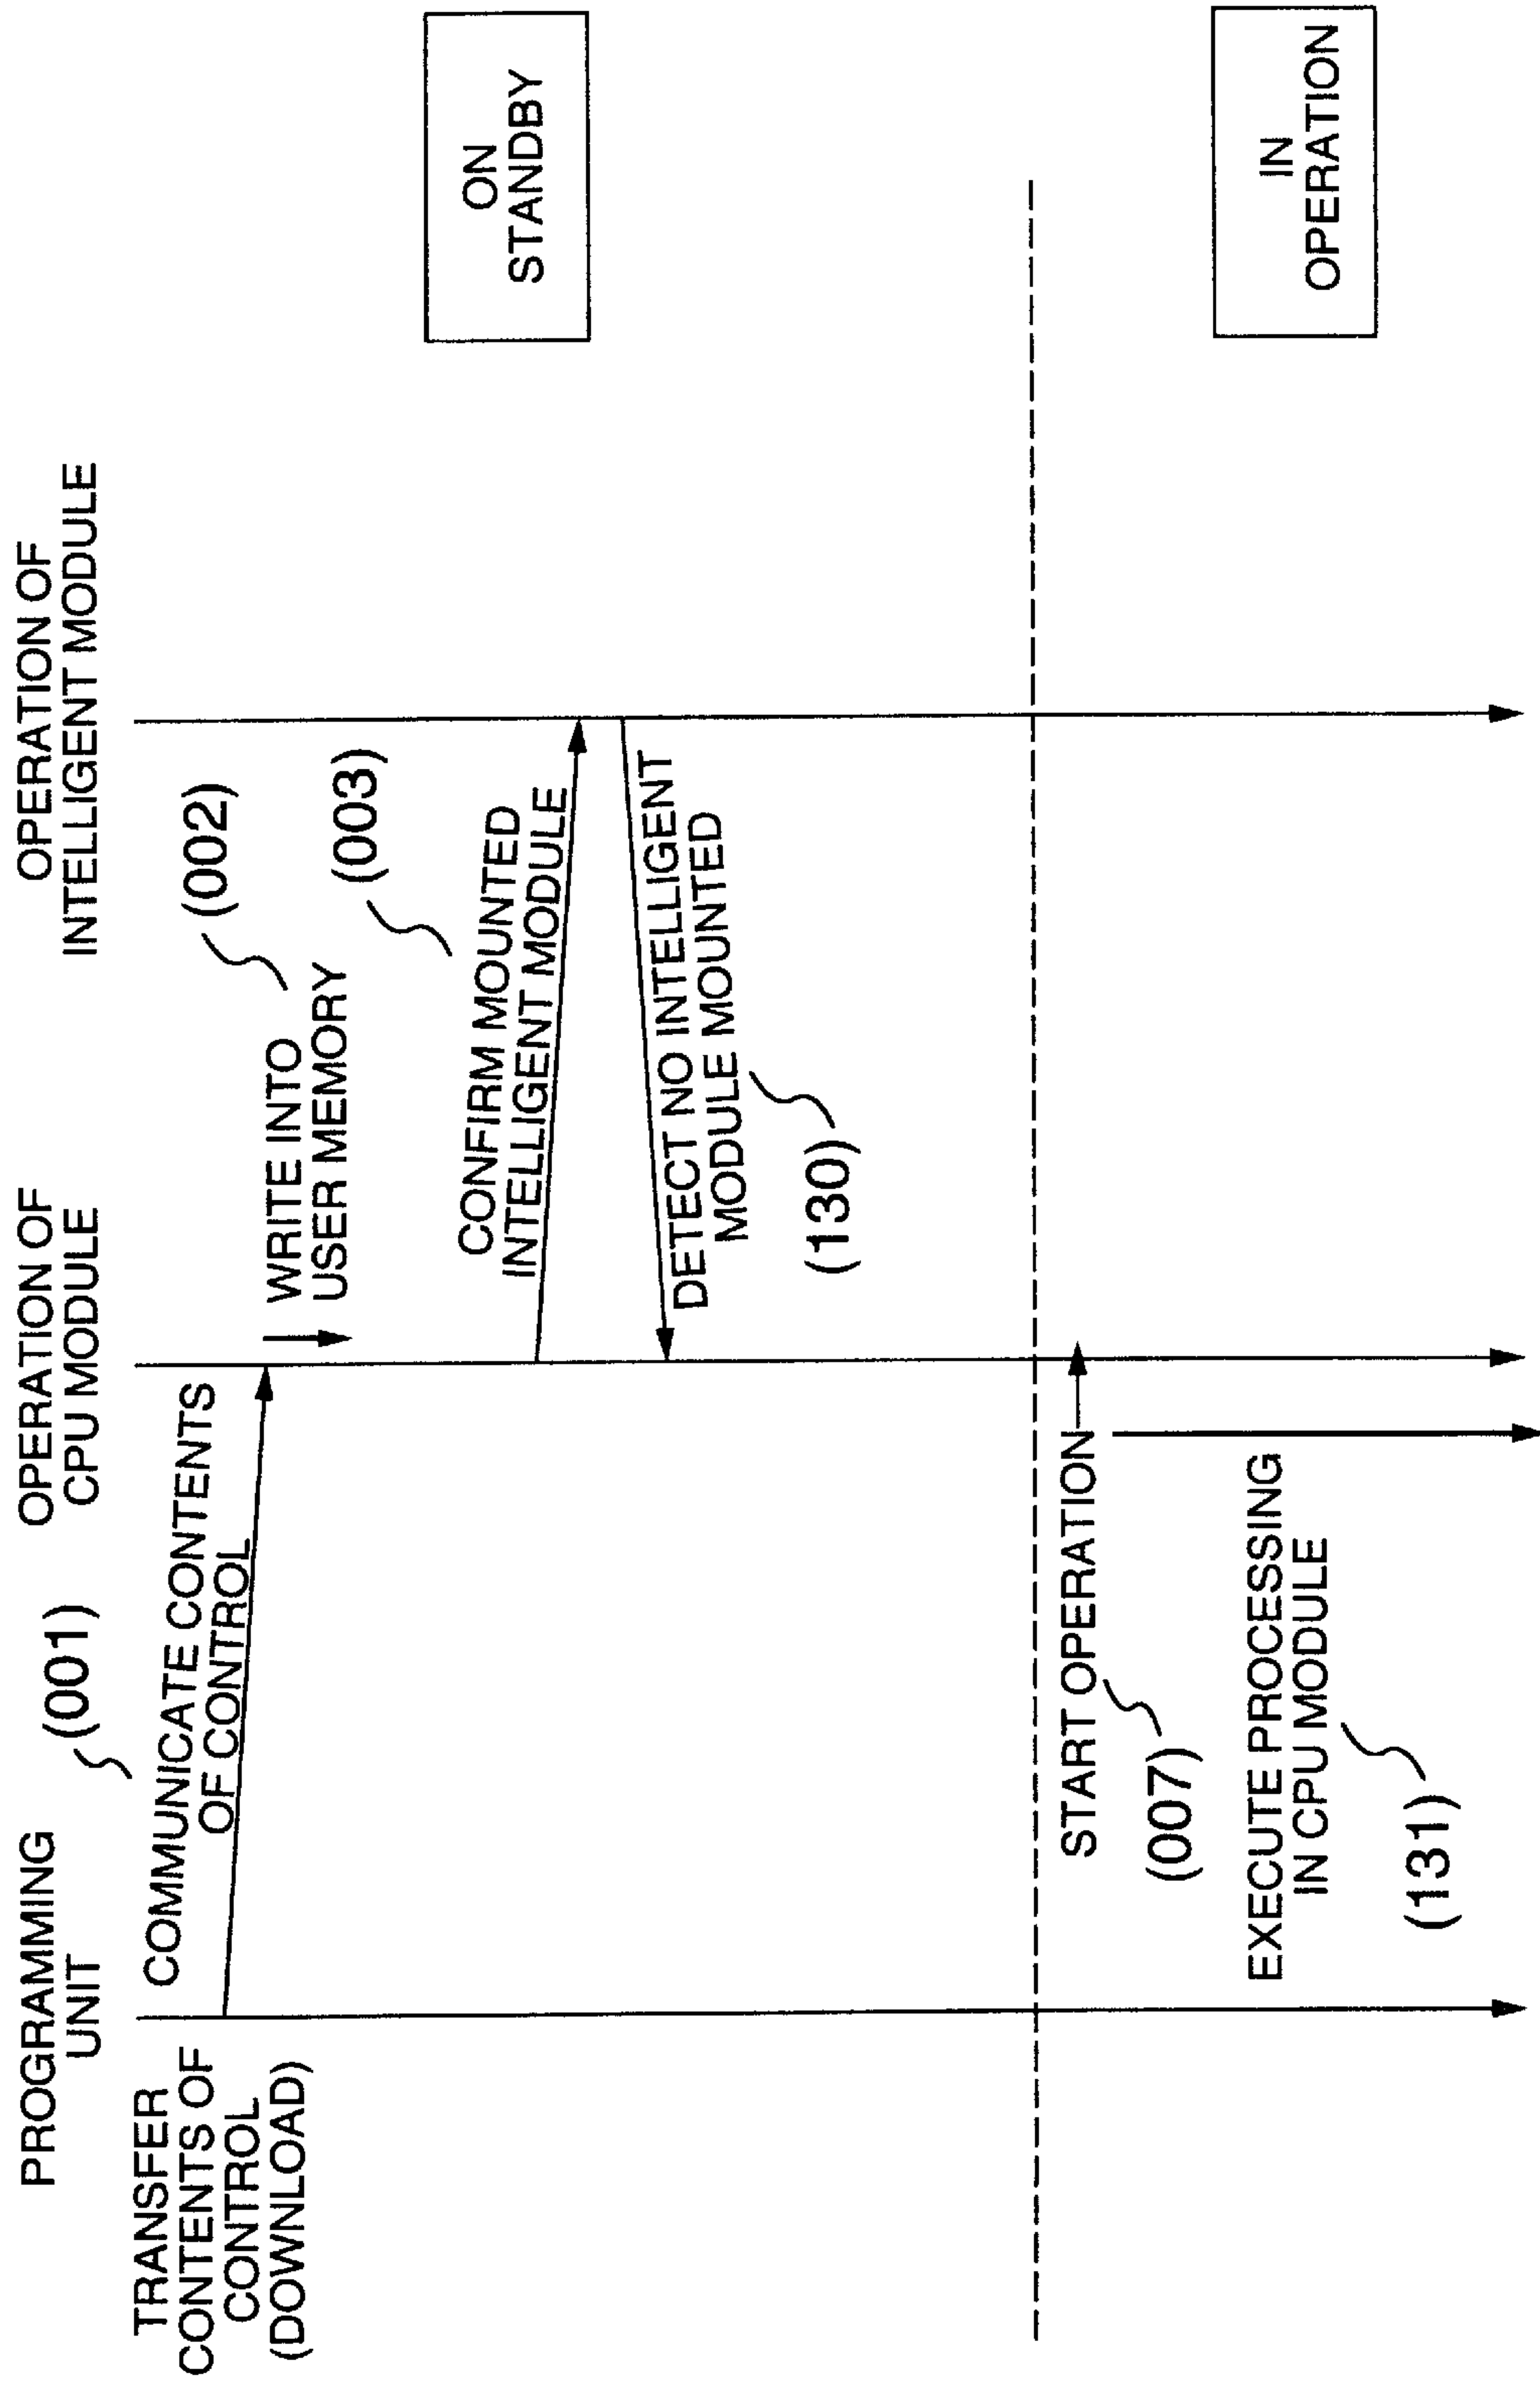 PROGRAMMING
UNIT
OPERATION OF
CPU MODULE
OPERATION OF
INTELLIGENT MODULE
TRANSFER
CONTENTS OF
CONTROL
(DOWNLOAD)
(001)
COMMUNICATE CONTENTS
OF CONTROL
WRITE INTO
USER MEMORY
(002)
CONFIRM MOUNTED
INTELLIGENT MODULE
(003)
DETECT NO INTELLIGENT
MODULE MOUNTED
(130)
ON
STANDBY
START OPERATION
(007)
EXECUTE PROCESSING
IN CPU MODULE
(131)
IN
OPERATION